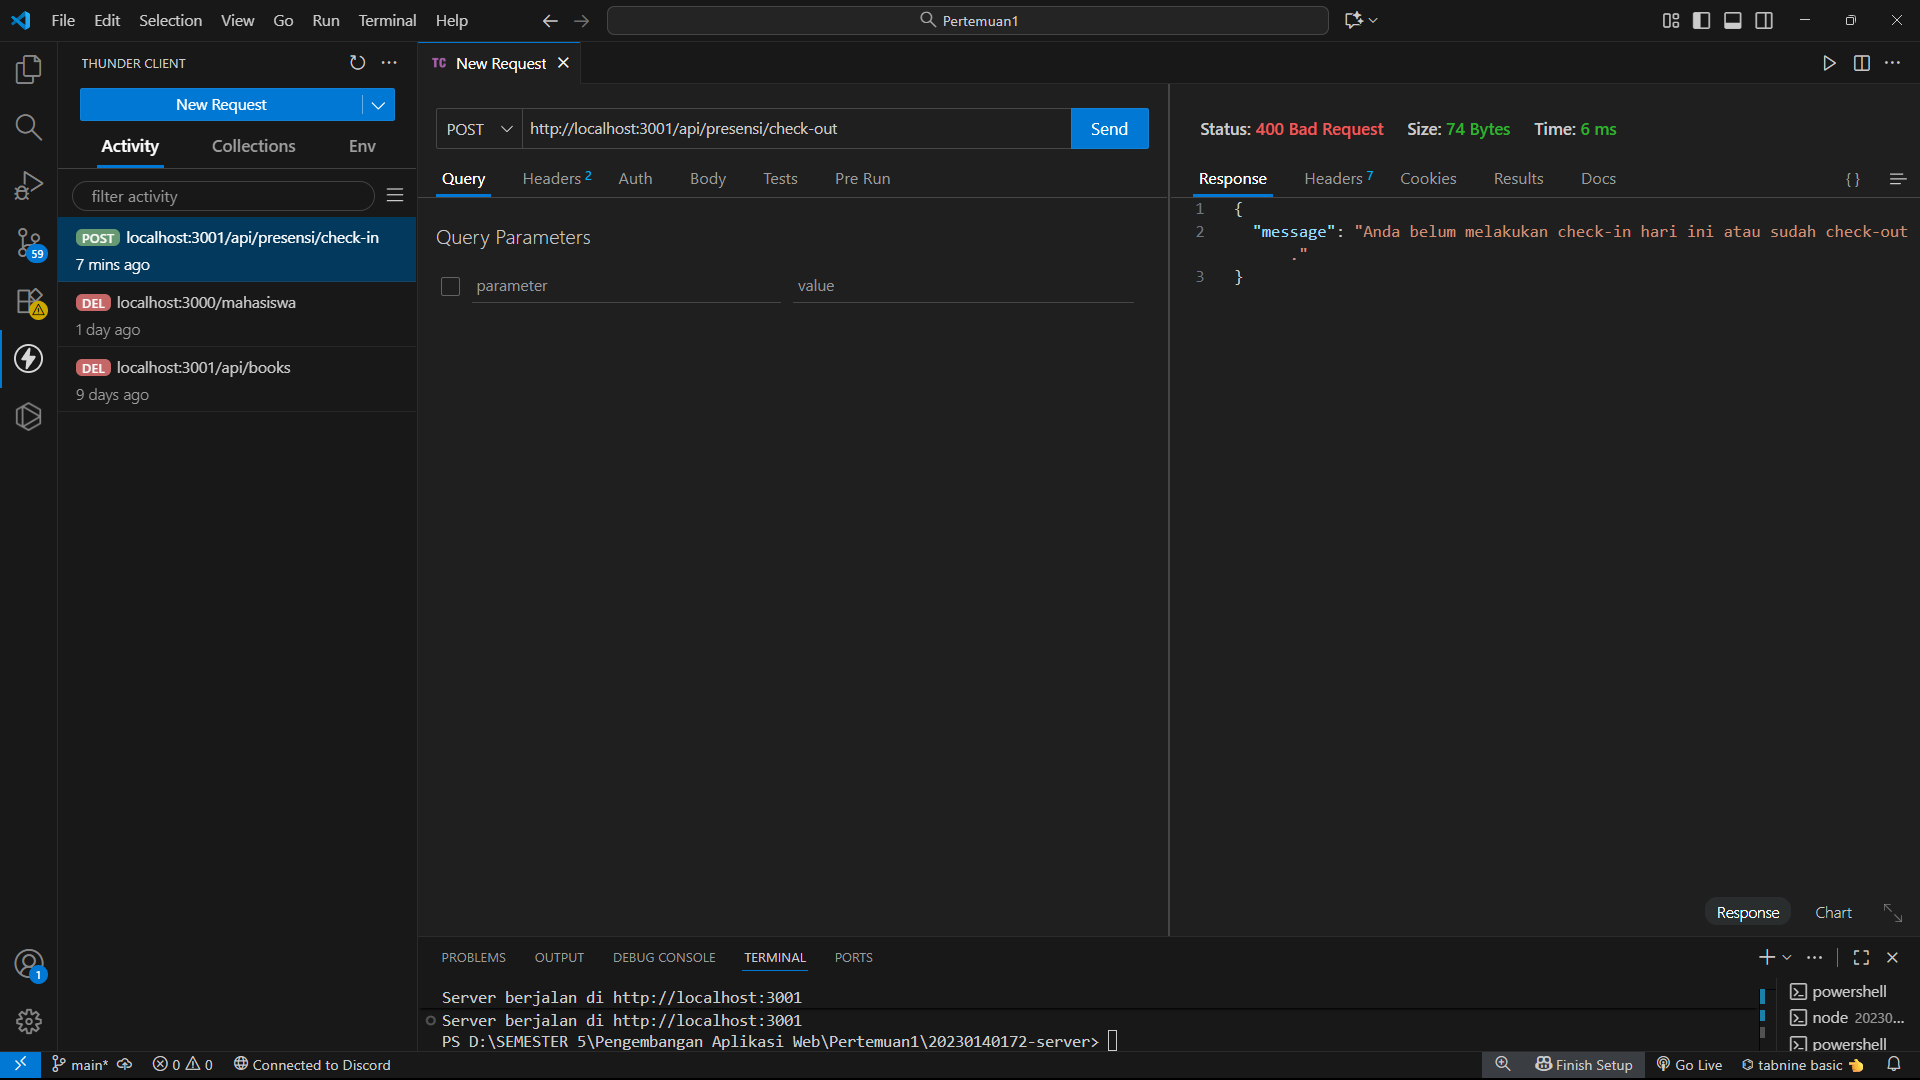 File Edit Selection View Go Run Terminal Help
Pertemuan1
THUNDER CLIENT
New Request
Activity Collections Env
filter activity
POST localhost:3001/api/presensi/check-in
7 mins ago
DEL localhost:3000/mahasiswa
1 day ago
DEL localhost:3001/api/books
9 days ago
59
1
TC New Request
POST http://localhost:3001/api/presensi/check-out Send
Query Headers 2 Auth Body Tests Pre Run
Query Parameters
parameter value
Status: 400 Bad Request Size: 74 Bytes Time: 6 ms
Response Headers 7 Cookies Results Docs { }
1 {
2 "message": "Anda belum melakukan check-in hari ini atau sudah check-out
."
3 }
Response Chart
PROBLEMS OUTPUT DEBUG CONSOLE TERMINAL PORTS
Server berjalan di http://localhost:3001
Server berjalan di http://localhost:3001
PS D:\SEMESTER 5\Pengembangan Aplikasi Web\Pertemuan1\20230140172-server>
powershell
node 20230...
powershell
main* 0 0 Connected to Discord Finish Setup Go Live tabnine basic